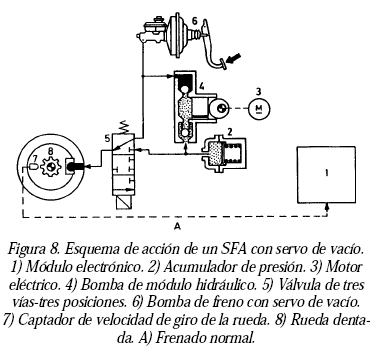 6
4
3
M
5
2
8
7
1
A
Figura 8. Esquema de acción de un SFA con servo de vacío.
1) Módulo electrónico. 2) Acumulador de presión. 3) Motor
eléctrico. 4) Bomba de módulo hidráulico. 5) Válvula de tres
vías-tres posiciones. 6) Bomba de freno con servo de vacío.
7) Captador de velocidad de giro de la rueda. 8) Rueda denta-
da. A) Frenado normal.